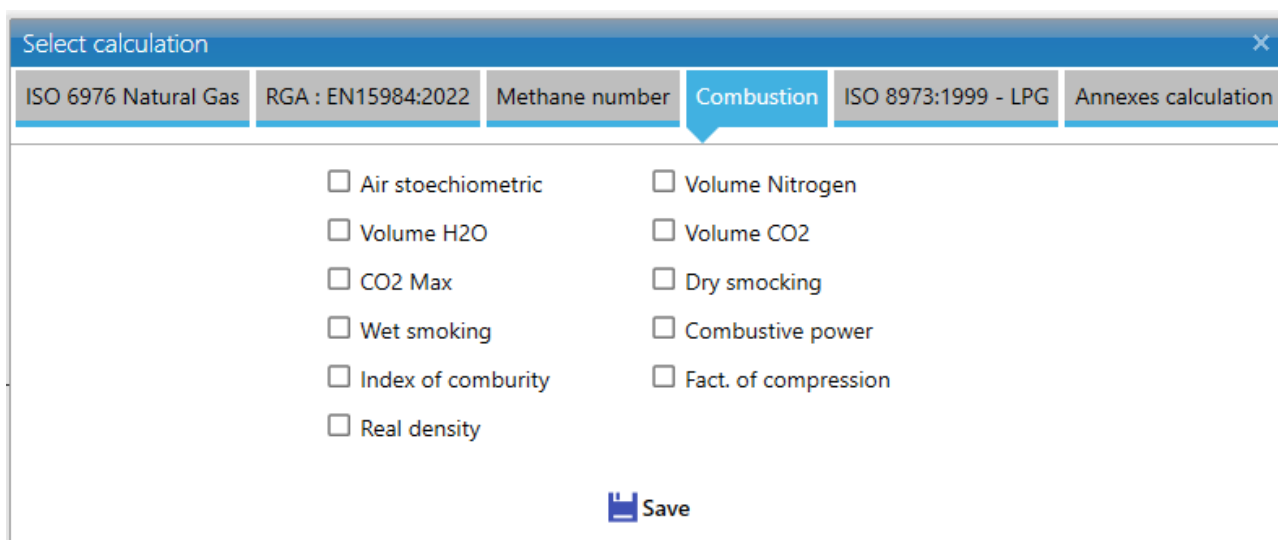 Select calculation
ISO 6976 Natural Gas RGA : EN15984:2022 Methane number Combustion ISO 8973:1999 - LPG Annexes calculation
Air stoechiometric Volume Nitrogen
Volume H2O Volume CO2
CO2 Max Dry smocking
Wet smoking Combustive power
Index of comburity Fact. of compression
Real density
Save